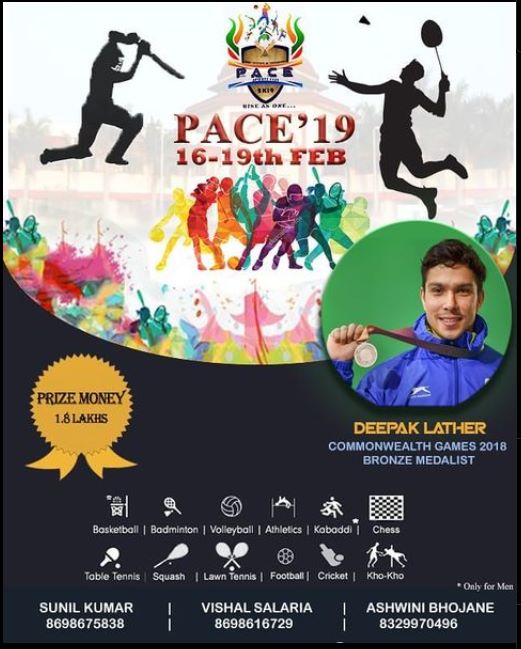 PACE
2K19
RISE AS ONE...
PACE'19
16-19th FEB
PRIZE MONEY
1.8 LAKHS
DEEPAK LATHER
COMMONWEALTH GAMES 2018
BRONZE MEDALIST
Basketball | Badminton | Volleyball | Athletics | Kabaddi* | Chess
Table Tennis | Squash | Lawn Tennis | Football | Cricket | Kho-Kho
* Only for Men
SUNIL KUMAR | VISHAL SALARIA | ASHWINI BHOJANE
8698675838 | 8698616729 | 8329970496